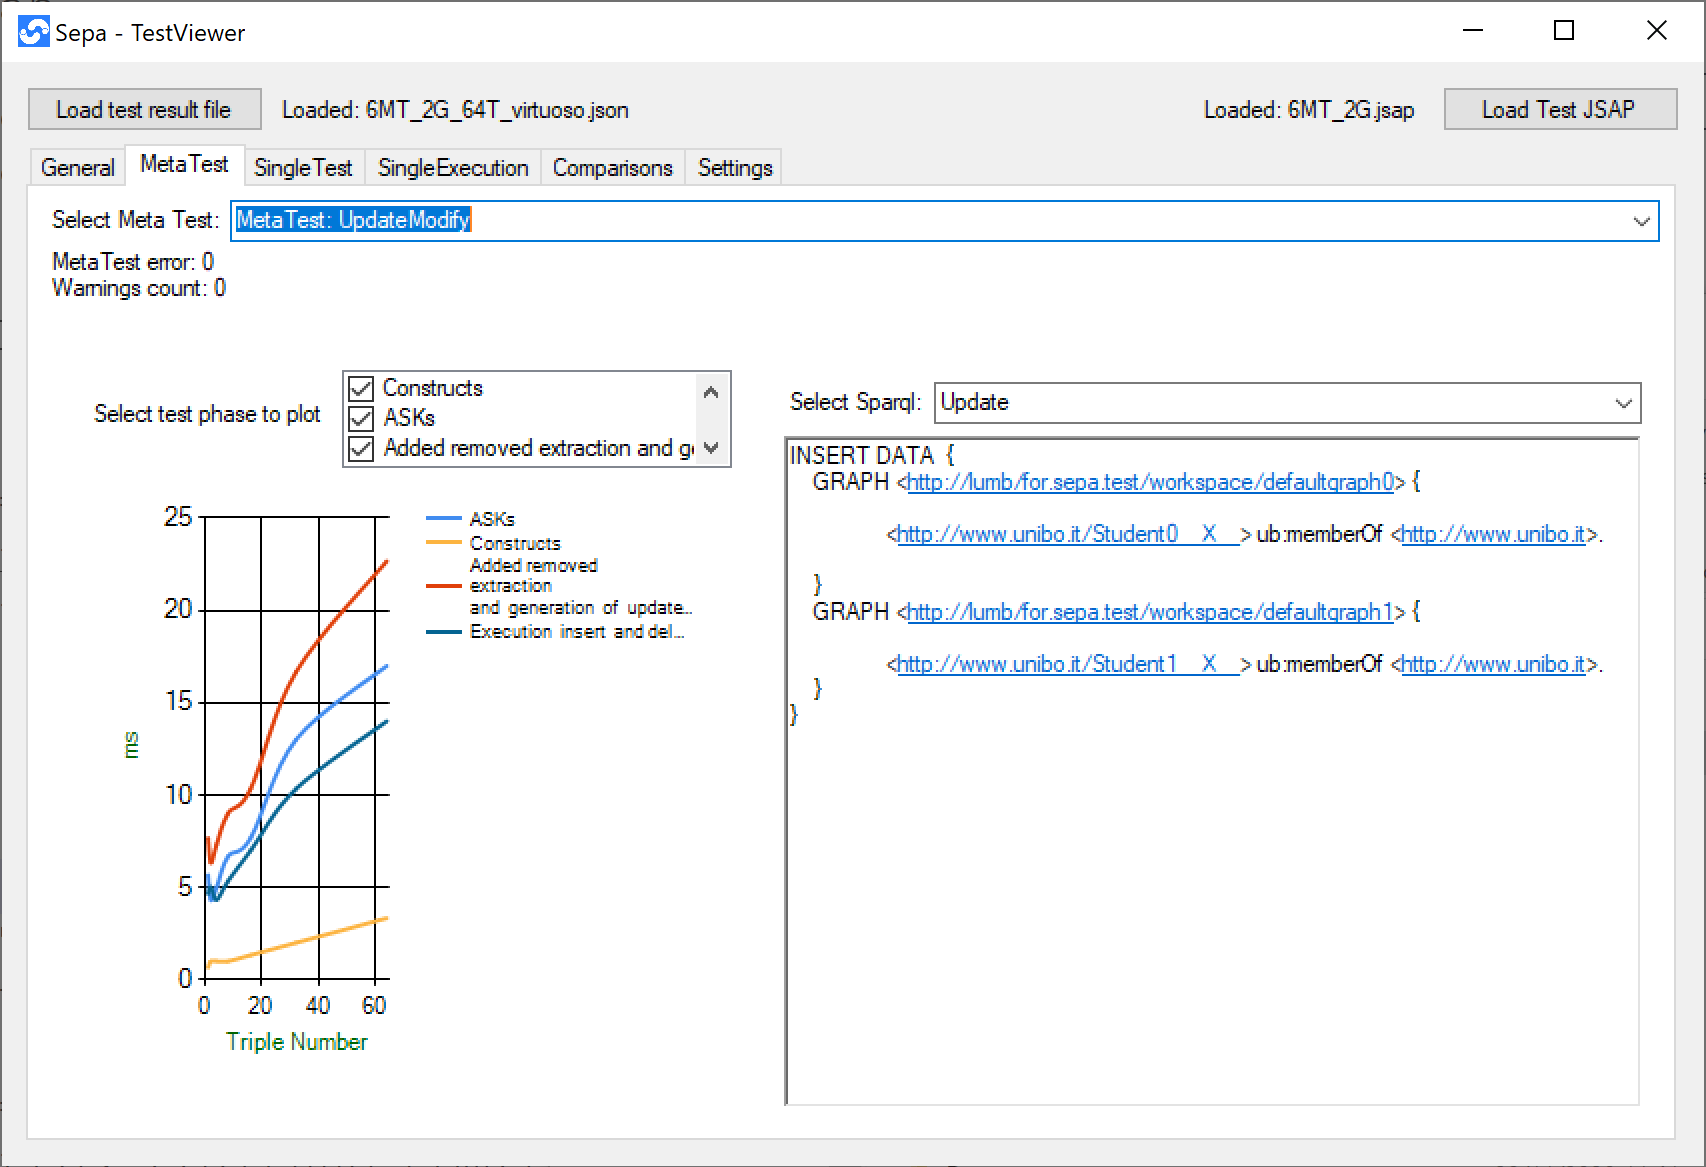 Sepa - TestViewer
Load test result file Loaded: 6MT_2G_64T_virtuoso.json Loaded: 6MT_2G.jsap Load Test JSAP
General MetaTest SingleTest SingleExecution Comparisons Settings
Select Meta Test: MetaTest: UpdateModify
MetaTest error: 0
Warnings count: 0
Select test phase to plot
Constructs
ASKs
Added removed extraction and ge
25
20
15
10
5
0
ms
0 20 40 60
Triple Number
ASKs
Constructs
Added removed
extraction
and generation of update...
Execution insert and del...
Select Sparql: Update
INSERT DATA {
GRAPH <http://lumb/for.sepa.test/workspace/defaultgraph0> {
<http://www.unibo.it/Student0__X__> ub:memberOf <http://www.unibo.it>.
}
GRAPH <http://lumb/for.sepa.test/workspace/defaultgraph1> {
<http://www.unibo.it/Student1__X__> ub:memberOf <http://www.unibo.it>.
}
}